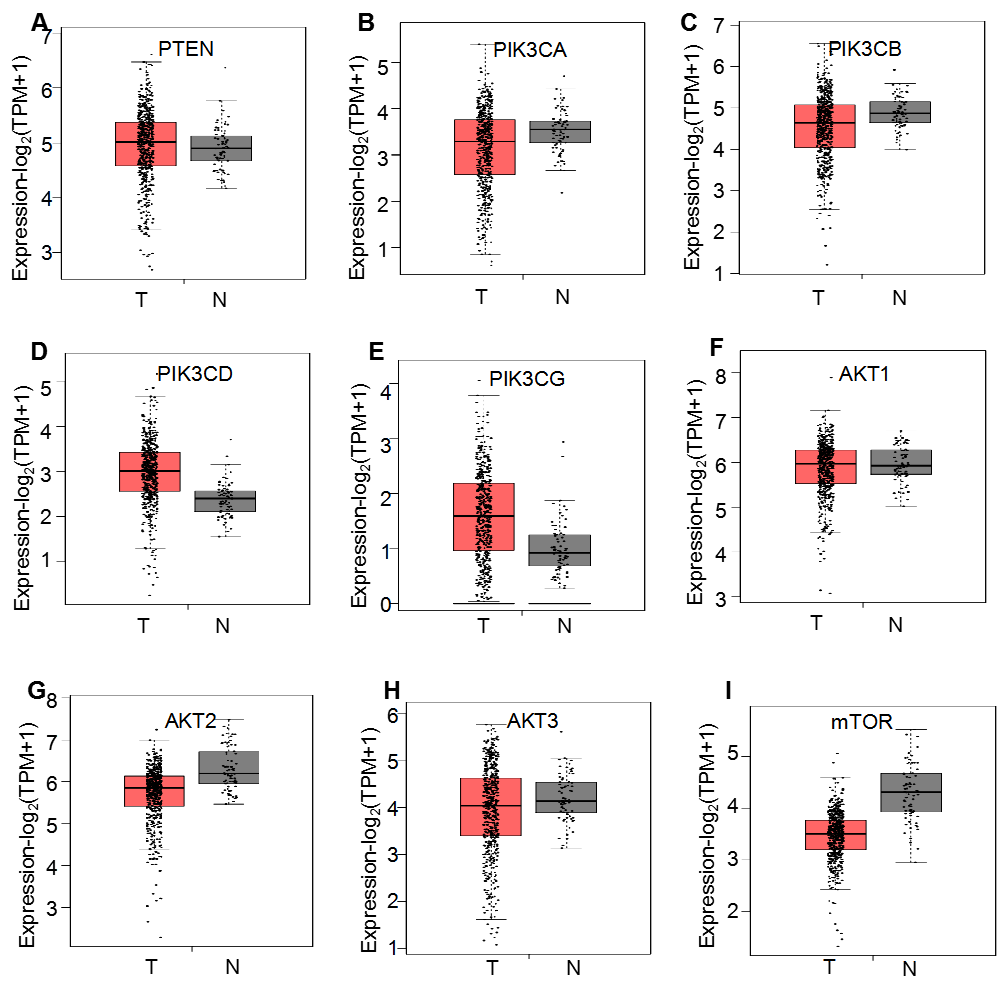 A
PTEN
Expression-log₂(TPM+1)
7
6
5
4
3
T N
B
PIK3CA
Expression-log₂(TPM+1)
5
4
3
2
1
T N
C
PIK3CB
Expression-log₂(TPM+1)
7
6
5
4
3
2
1
T N
D
PIK3CD
Expression-log₂(TPM+1)
5
4
3
2
1
T N
E
PIK3CG
Expression-log₂(TPM+1)
4
3
2
1
0
T N
F
AKT1
Expression-log₂(TPM+1)
8
7
6
5
4
3
T N
G
AKT2
Expression-log₂(TPM+1)
8
7
6
5
4
3
T N
H
AKT3
Expression-log₂(TPM+1)
6
5
4
3
2
1
T N
I
mTOR
Expression-log₂(TPM+1)
5
4
3
2
T N